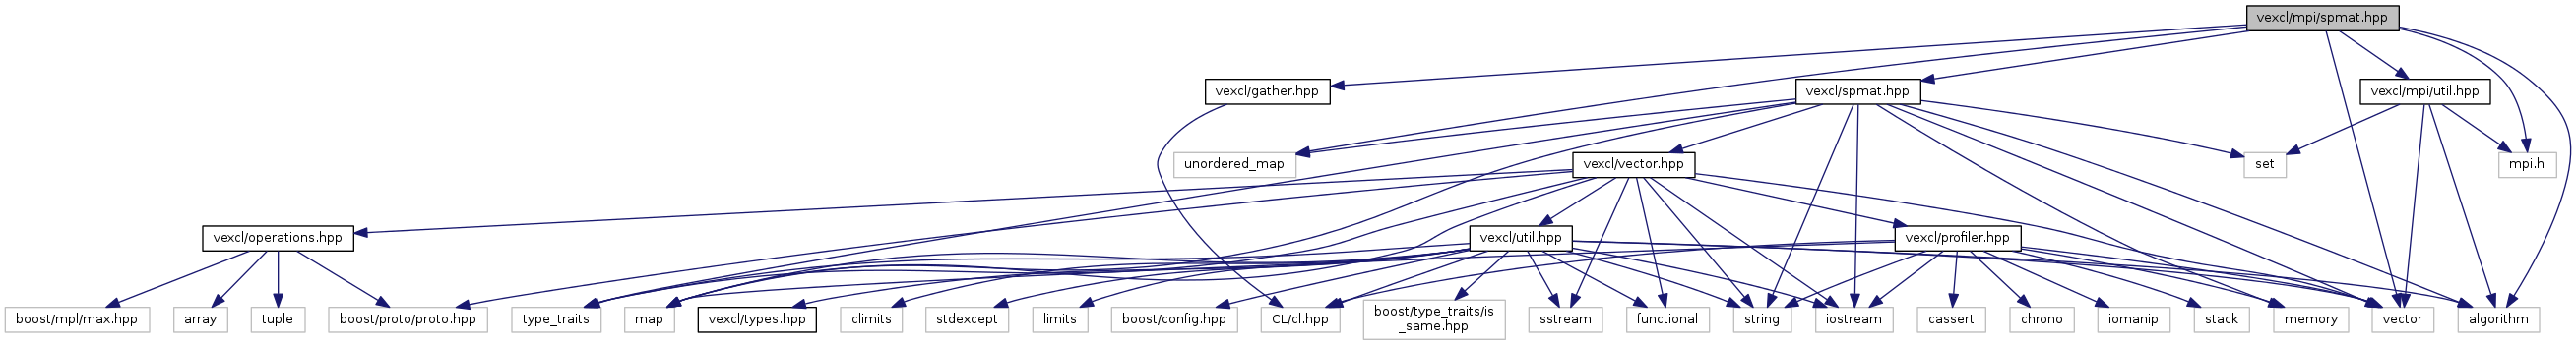 vexcl/mpi/spmat.hpp
vexcl/gather.hpp
vexcl/spmat.hpp
vexcl/mpi/util.hpp
unordered_map
vexcl/vector.hpp
set
mpi.h
vexcl/operations.hpp
vexcl/util.hpp
vexcl/profiler.hpp
boost/mpl/max.hpp
array
tuple
boost/proto/proto.hpp
type_traits
map
vexcl/types.hpp
climits
stdexcept
limits
boost/config.hpp
CL/cl.hpp
boost/type_traits/is
_same.hpp
sstream
functional
string
iostream
cassert
chrono
iomanip
stack
memory
vector
algorithm